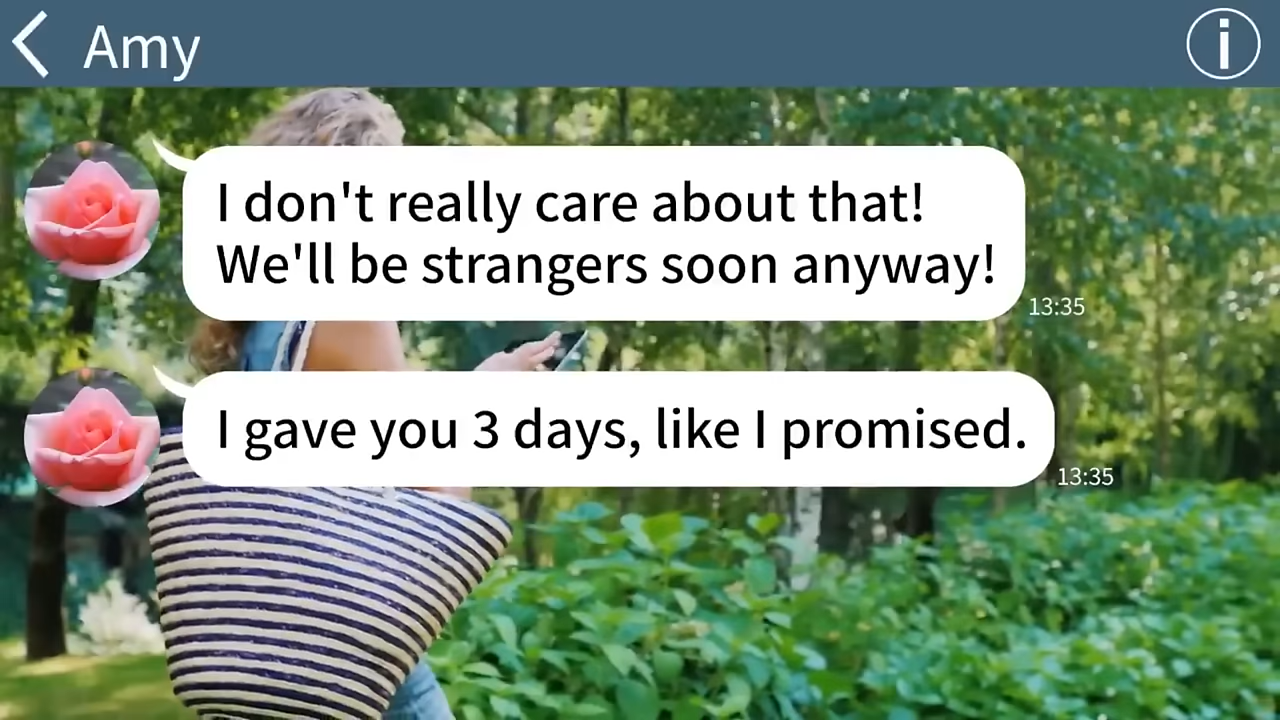 Amy
I don't really care about that!
We'll be strangers soon anyway!
13:35
I gave you 3 days, like I promised.
13:35